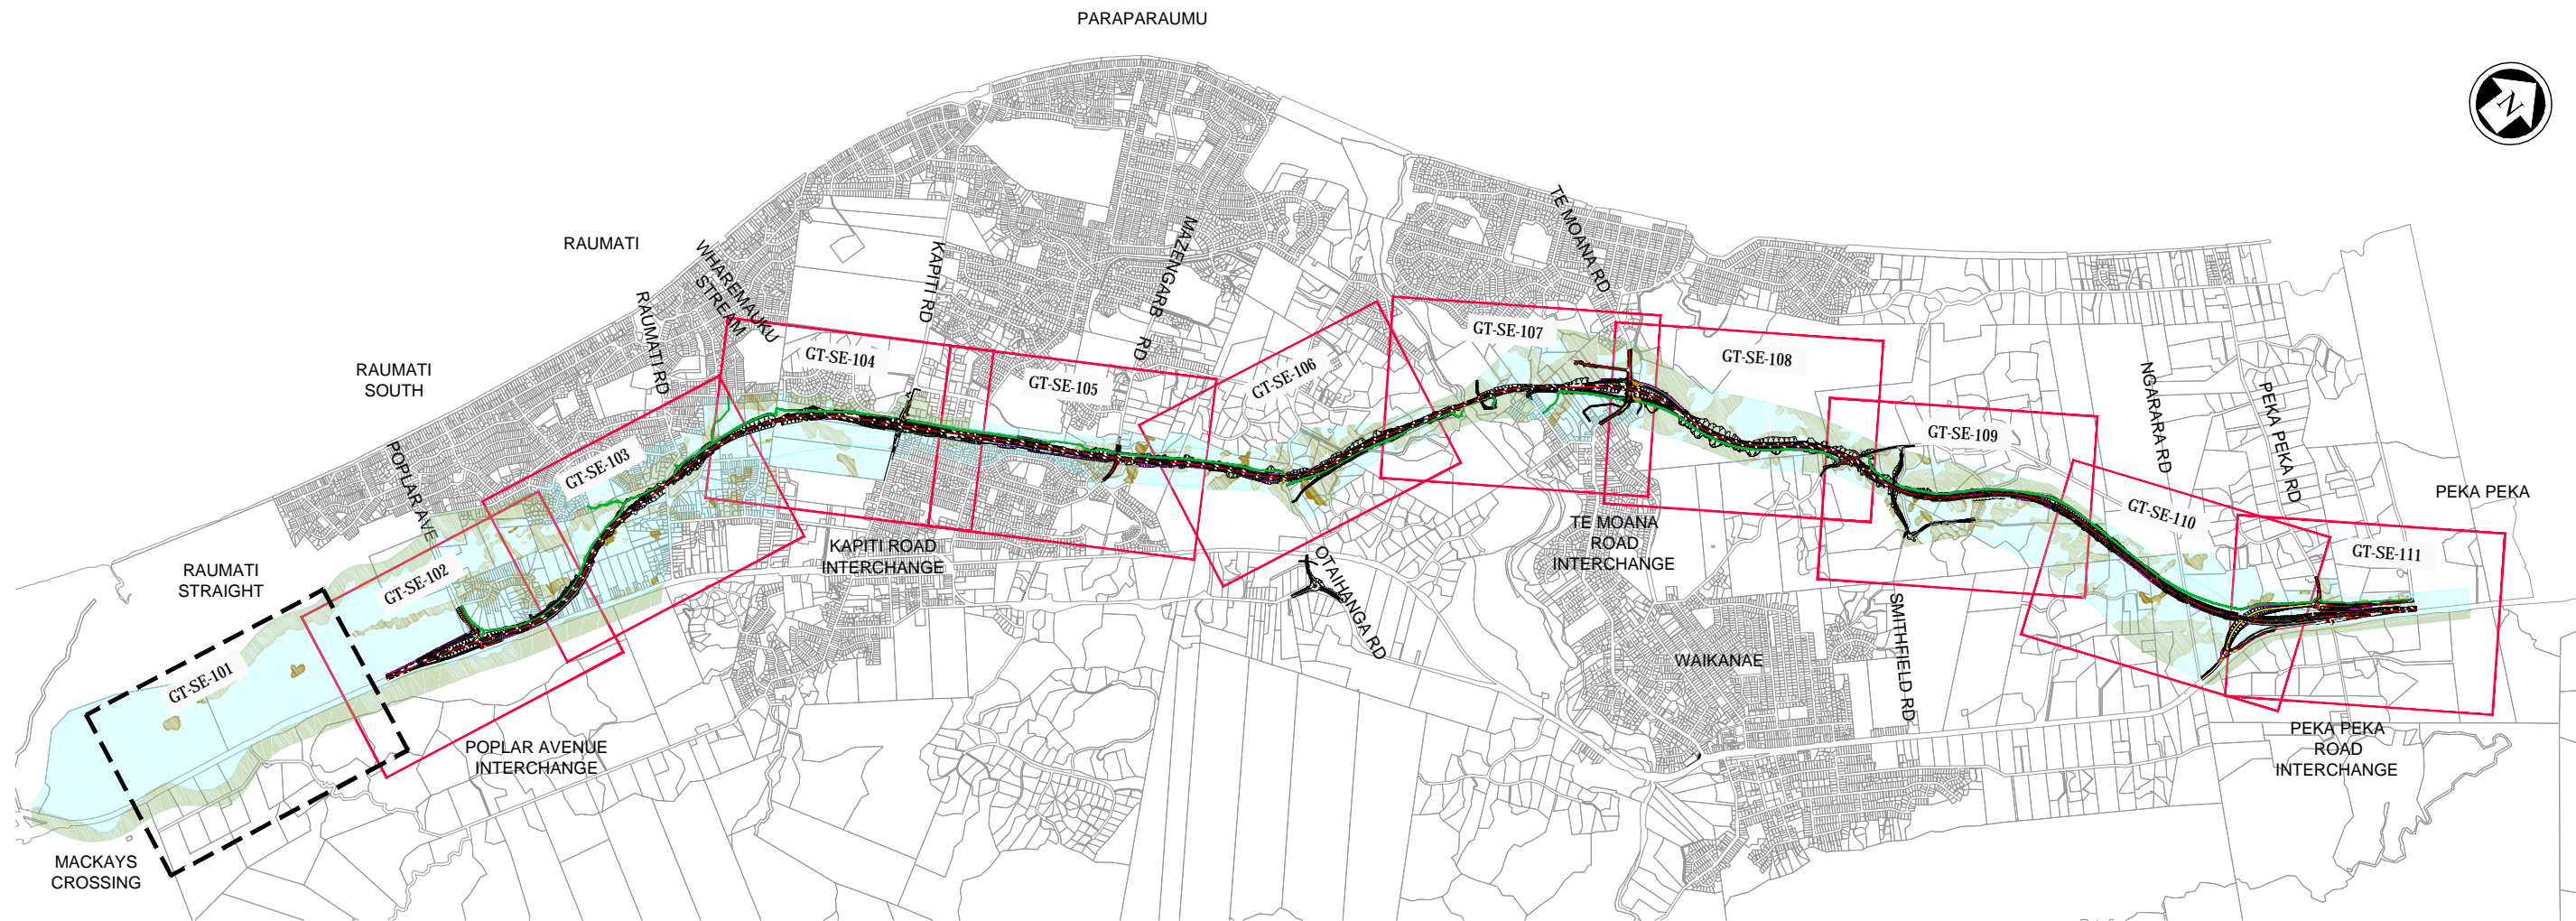 PARAPARAUMU
N
RAUMATI
WHAREMAUKU
STREAM
KAPITI RD
MAZENGARB RD
TE MOANA RD
RAUMATI RD
RAUMATI
SOUTH
POPLAR AVE
GT-SE-104
GT-SE-105
GT-SE-106
GT-SE-107
GT-SE-108
GT-SE-109
NGARARA RD
PEKA PEKA RD
GT-SE-103
GT-SE-110
PEKA PEKA
GT-SE-111
KAPITI ROAD
INTERCHANGE
TE MOANA
ROAD
INTERCHANGE
OTAIHANGA RD
RAUMATI
STRAIGHT
GT-SE-102
GT-SE-101
WAIKANAE
SMITHFIELD RD
POPLAR AVENUE
INTERCHANGE
PEKA PEKA
ROAD
INTERCHANGE
MACKAYS
CROSSING